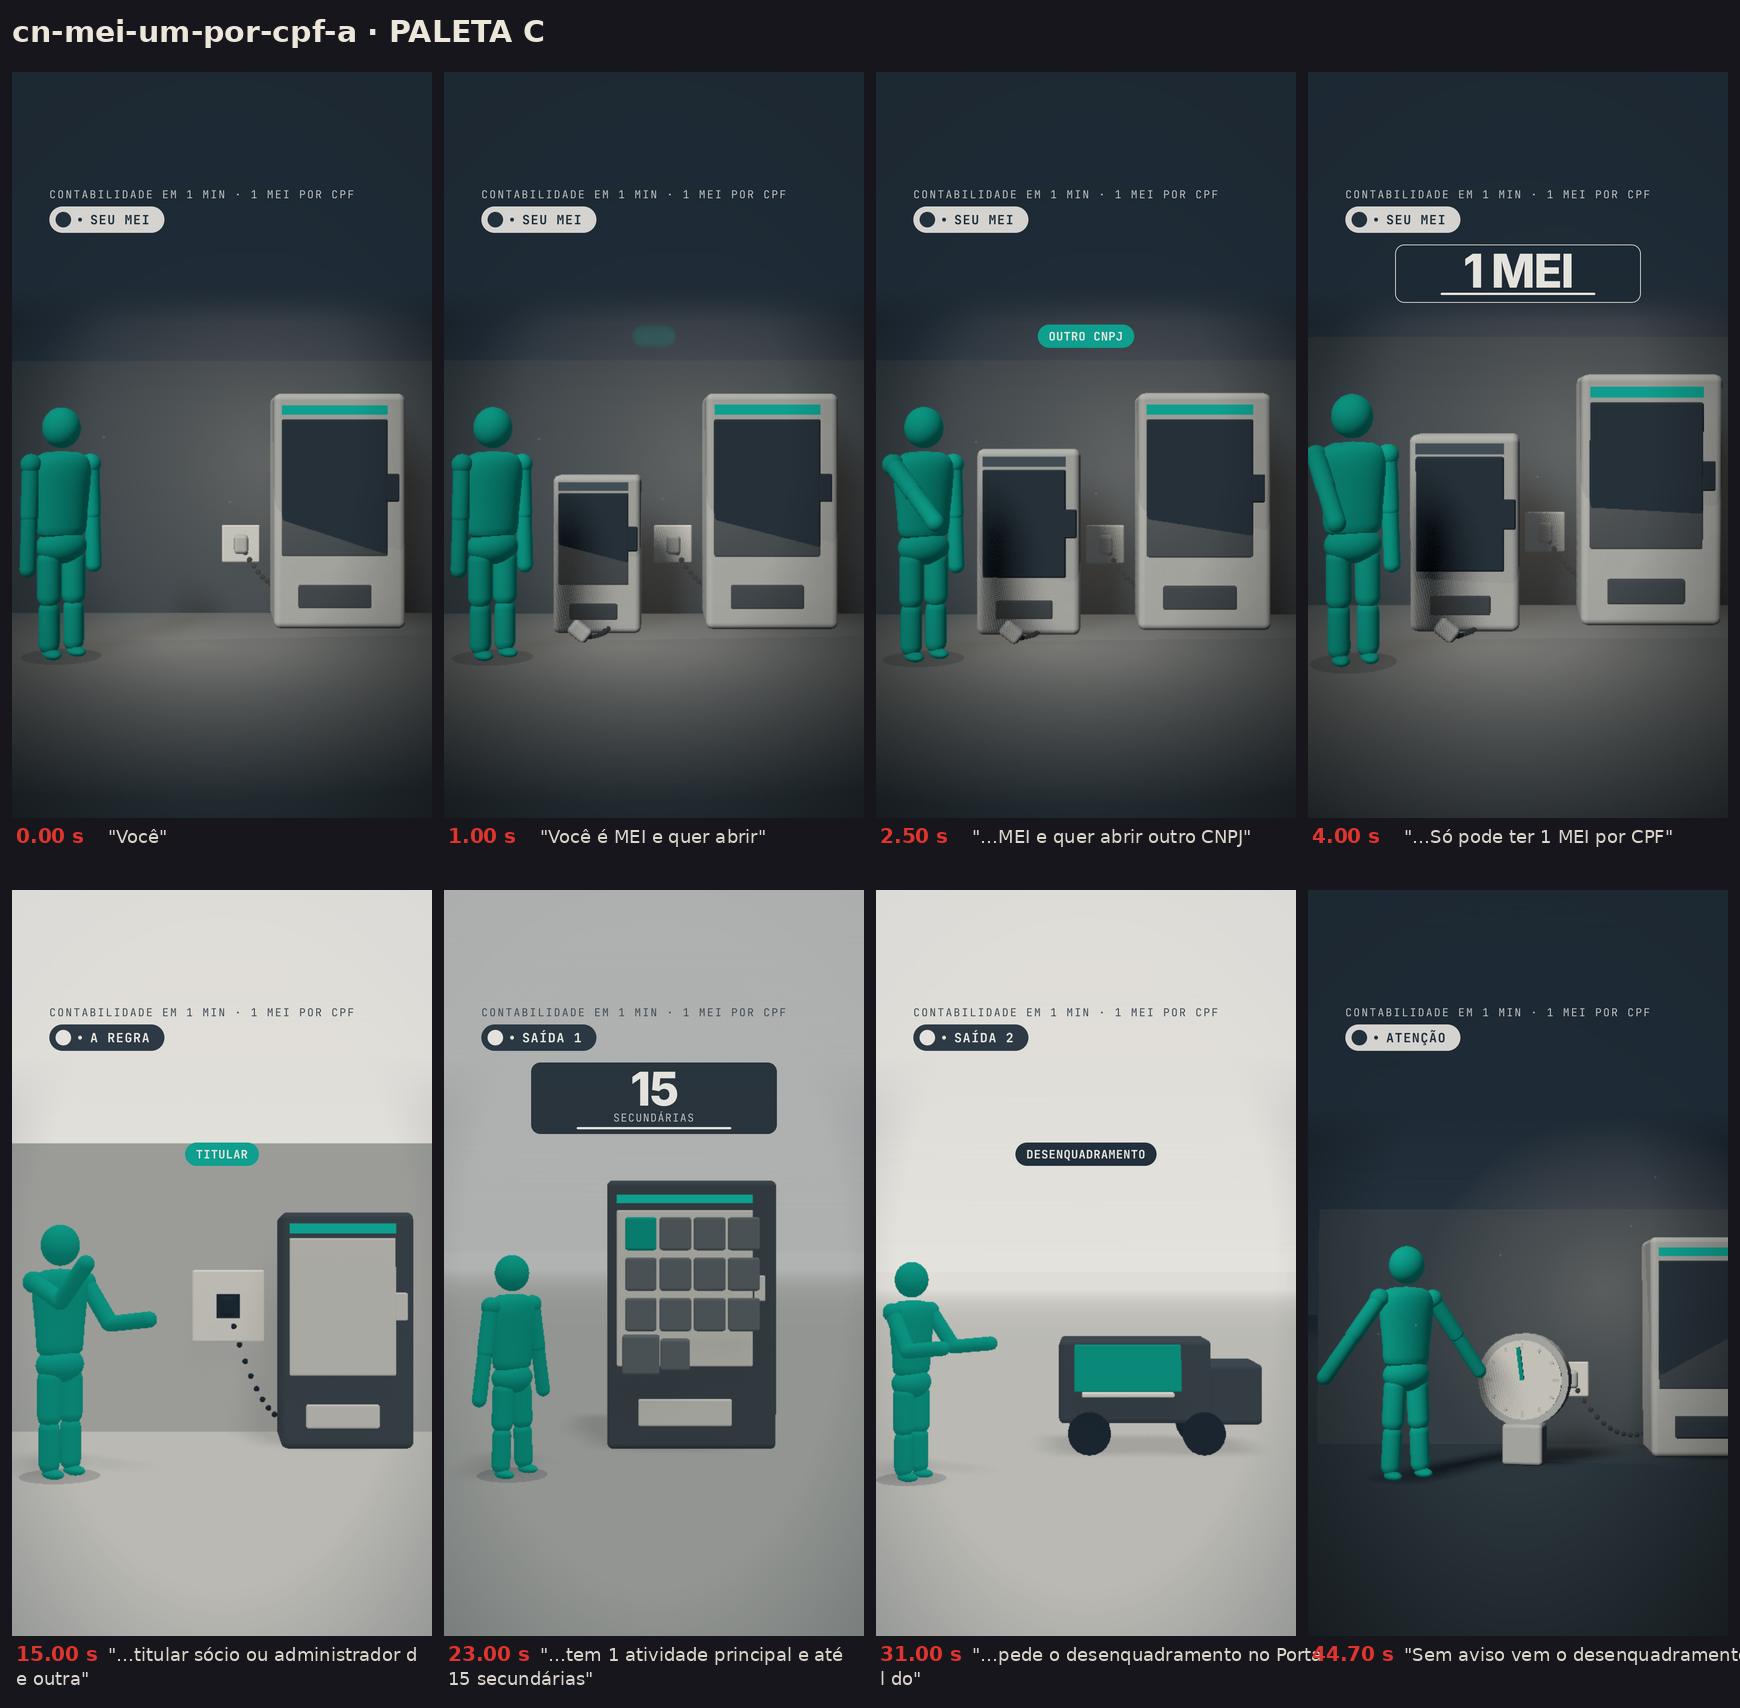 cn-mei-um-por-cpf-a · PALETA C
CONTABILIDADE EM 1 MIN · 1 MEI POR CPF
• SEU MEI
0.00 s "Você"
CONTABILIDADE EM 1 MIN · 1 MEI POR CPF
• SEU MEI
1.00 s "Você é MEI e quer abrir"
CONTABILIDADE EM 1 MIN · 1 MEI POR CPF
• SEU MEI
OUTRO CNPJ
2.50 s "...MEI e quer abrir outro CNPJ"
CONTABILIDADE EM 1 MIN · 1 MEI POR CPF
• SEU MEI
1 MEI
4.00 s "...Só pode ter 1 MEI por CPF"
CONTABILIDADE EM 1 MIN · 1 MEI POR CPF
• A REGRA
TITULAR
15.00 s "...titular sócio ou administrador d
e outra"
CONTABILIDADE EM 1 MIN · 1 MEI POR CPF
• SAÍDA 1
15
SECUNDÁRIAS
23.00 s "...tem 1 atividade principal e até
15 secundárias"
CONTABILIDADE EM 1 MIN · 1 MEI POR CPF
• SAÍDA 2
DESENQUADRAMENTO
31.00 s "...pede o desenquadramento no Porta
l do"
CONTABILIDADE EM 1 MIN · 1 MEI POR CPF
• ATENÇÃO
44.70 s "Sem aviso vem o desenquadrament